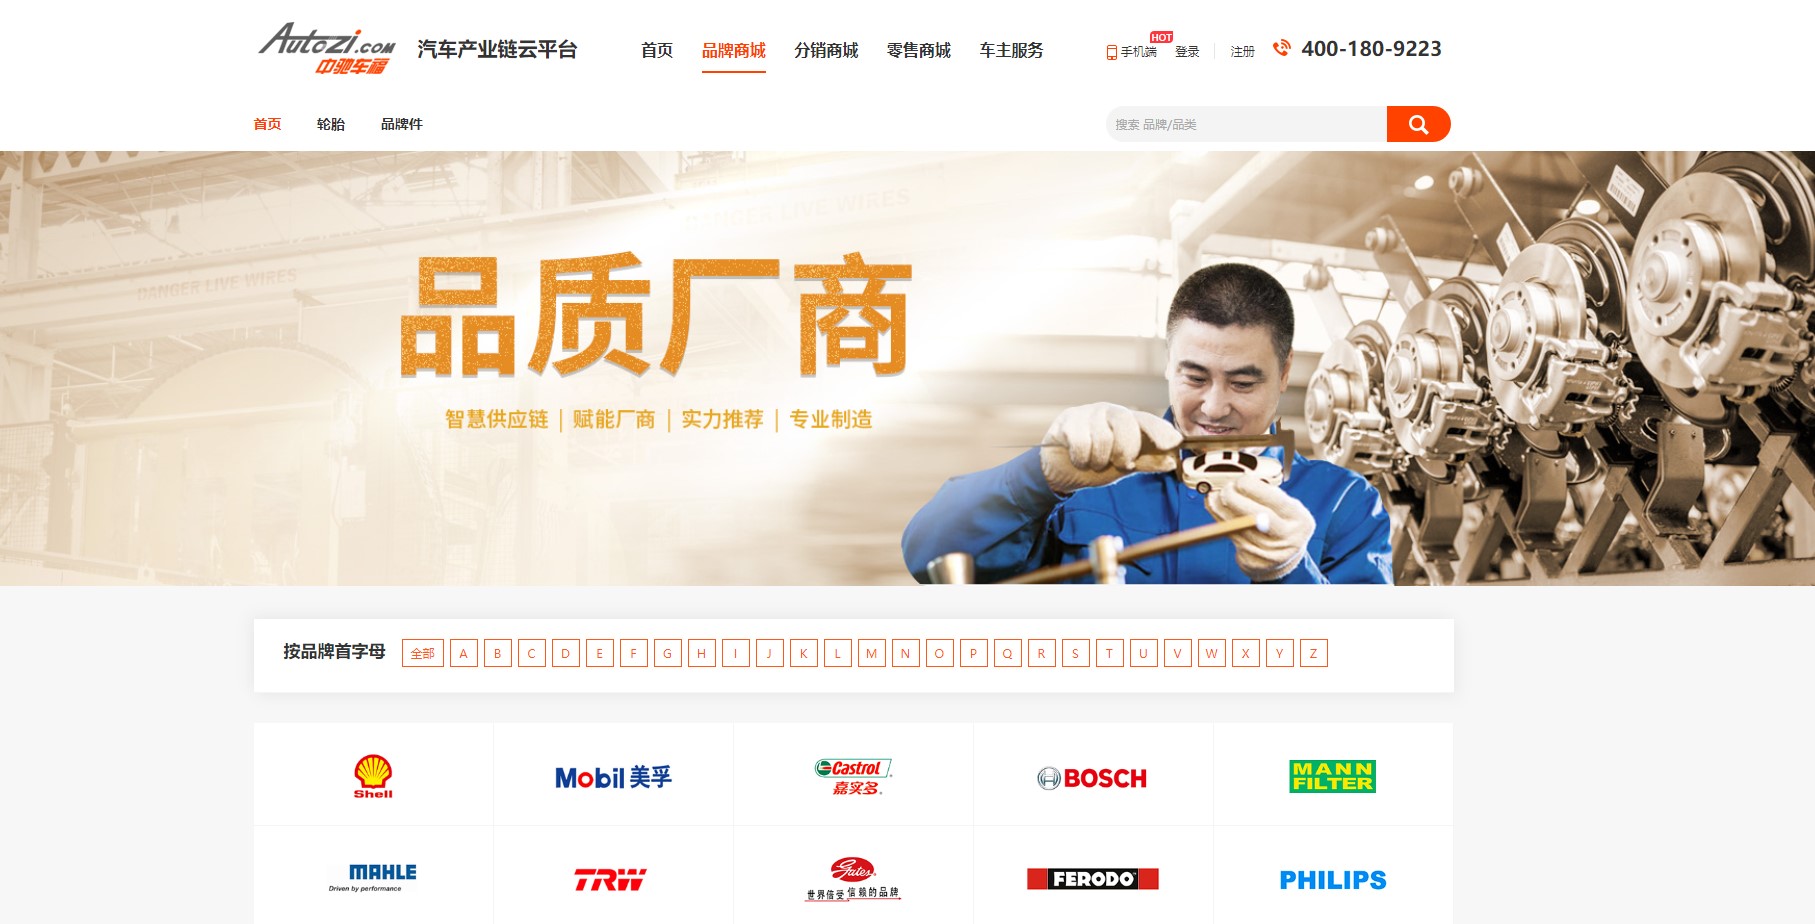 Autozi.com
中驰车福
汽车产业链云平台
首页 品牌商城 分销商城 零售商城 车主服务
手机端 HOT 登录 注册 400-180-9223
首页 轮胎 品牌件
搜索 品牌/品类
DANGER LIVE WIRES
DANGER LIVE WIRES
品质厂商
智慧供应链 | 赋能厂商 | 实力推荐 | 专业制造
按品牌首字母 全部 A B C D E F G H I J K L M N O P Q R S T U V W X Y Z
Shell
Mobil 美孚
Castrol
嘉实多
BOSCH
MANN
FILTER
MAHLE
Driven by performance
TRW
Gates
世界倍受信赖的品牌
FERODO
PHILIPS